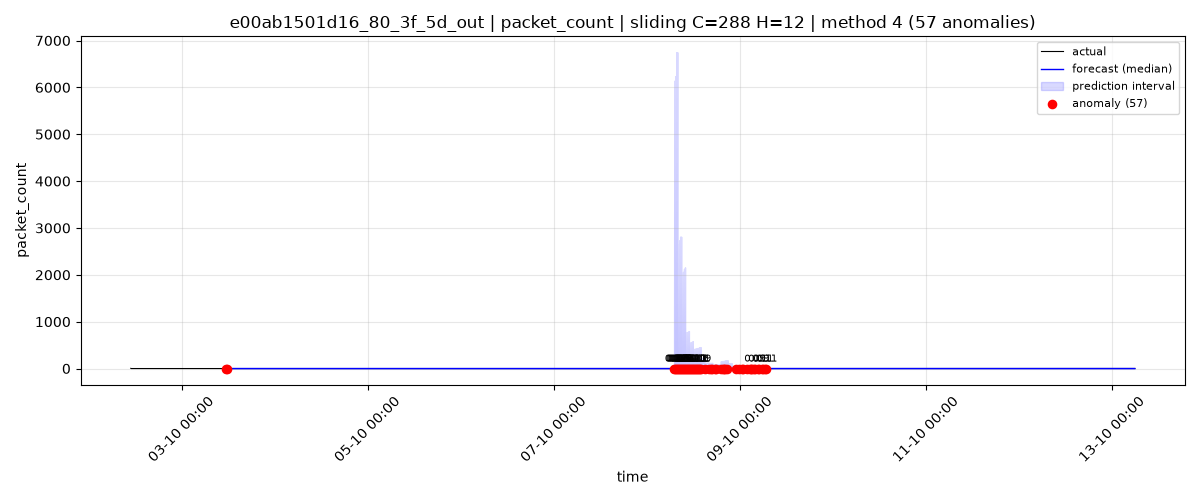 e00ab1501d16_80_3f_5d_out | packet_count | sliding C=288 H=12 | method 4 (57 anomalies)
actual
forecast (median)
prediction interval
anomaly (57)
packet_count
7000
6000
5000
4000
3000
2000
1000
0
03-10 00:00
05-10 00:00
07-10 00:00
09-10 00:00
11-10 00:00
13-10 00:00
time